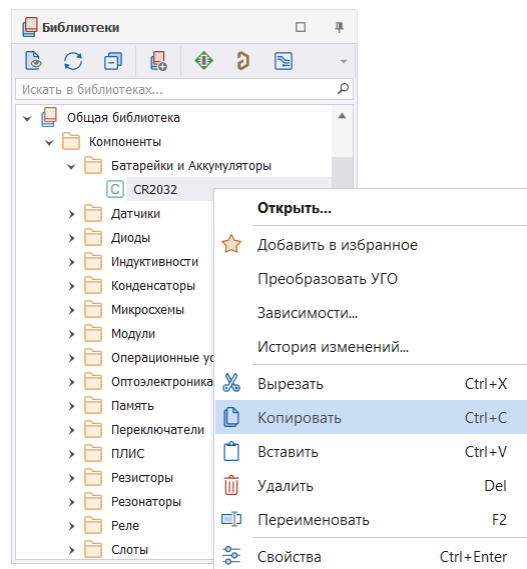 Библиотеки
Искать в библиотеках...
Общая библиотека
Компоненты
Батарейки и Аккумуляторы
C CR2032
Датчики
Диоды
Индуктивности
Конденсаторы
Микросхемы
Модули
Операционные ус
Оптоэлектроника
Память
Переключатели
ПЛИС
Резисторы
Резонаторы
Реле
Слоты
Открыть...
Добавить в избранное
Преобразовать УГО
Зависимости...
История изменений...
Вырезать Ctrl+X
Копировать Ctrl+C
Вставить Ctrl+V
Удалить Del
Переименовать F2
Свойства Ctrl+Enter